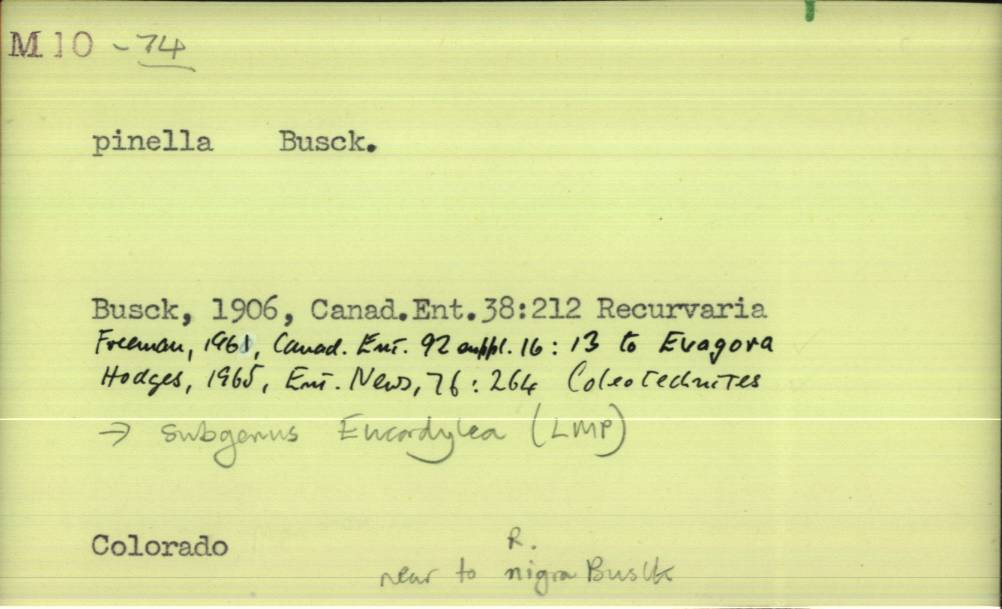 M10 - 74
pinella Busck.
Busck, 1906, Canad.Ent.38:212 Recurvaria
Freeman, 1961, Canad. Ent. 92 suppl. 16: 13 to Evagora
Hodges, 1965, Ent. News, 76: 264 Coleotechnites
→ subgenus Eucordylea (LMP)
Colorado
R.
near to nigra Busck